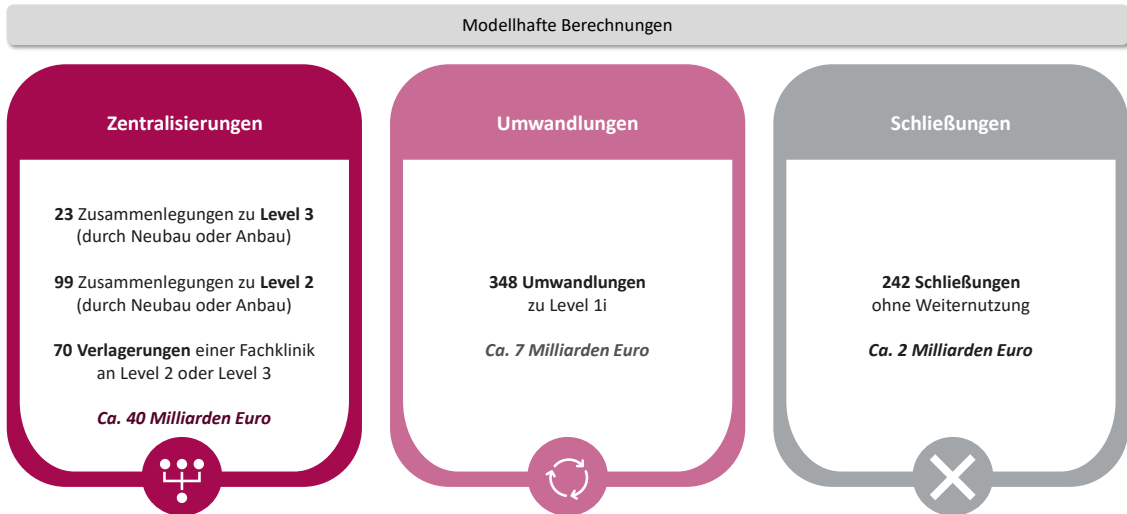 Modellhafte Berechnungen
Zentralisierungen
23 Zusammenlegungen zu Level 3
(durch Neubau oder Anbau)
99 Zusammenlegungen zu Level 2
(durch Neubau oder Anbau)
70 Verlagerungen einer Fachklinik
an Level 2 oder Level 3
Ca. 40 Milliarden Euro
Umwandlungen
348 Umwandlungen
zu Level 1i
Ca. 7 Milliarden Euro
Schließungen
242 Schließungen
ohne Weiternutzung
Ca. 2 Milliarden Euro